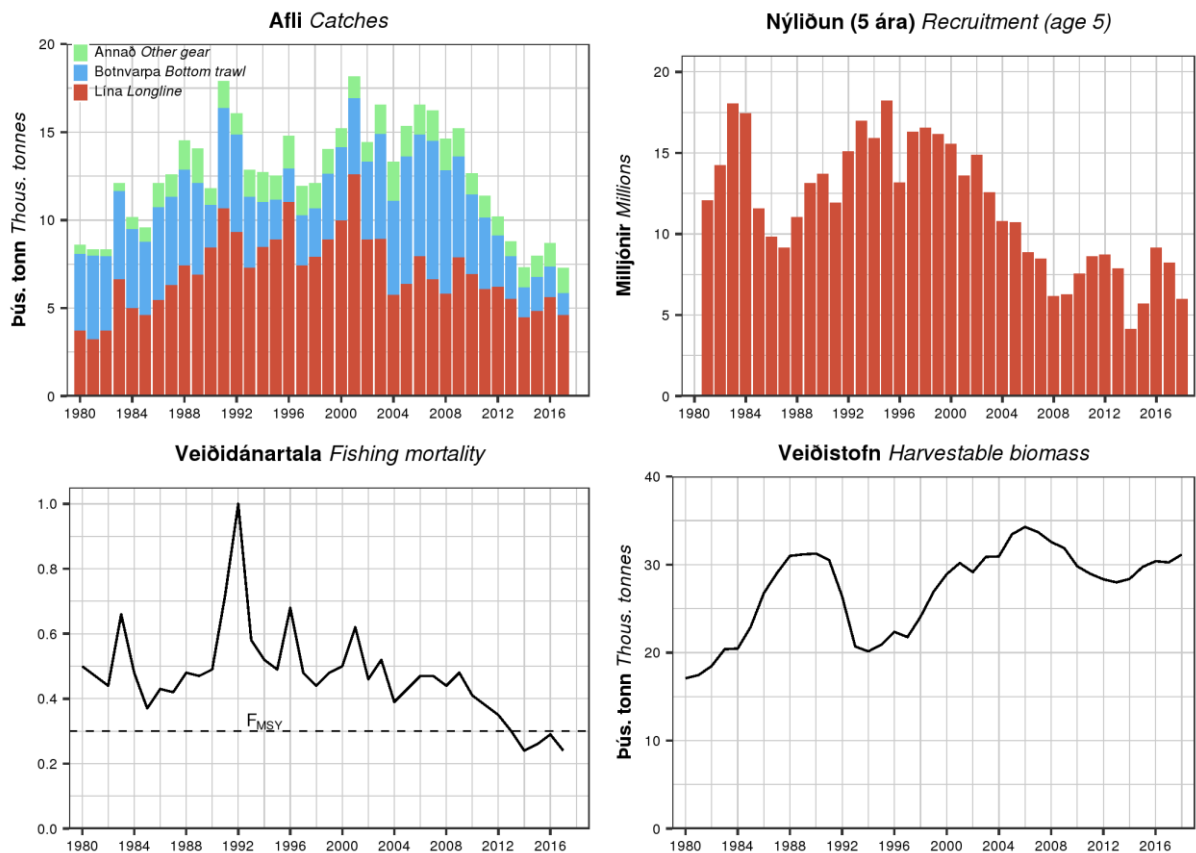 Afli Catches
Þús. tonn Thous. tonnes
20
15
10
5
0
Annað Other gear
Botnvarpa Bottom trawl
Lína Longline
1980 1984 1988 1992 1996 2000 2004 2008 2012 2016
Nýliðun (5 ára) Recruitment (age 5)
Milljónir Millions
20
15
10
5
0
1980 1984 1988 1992 1996 2000 2004 2008 2012 2016
Veiðidánartala Fishing mortality
1.0
0.8
0.6
0.4
0.2
0.0
FMSY
1980 1984 1988 1992 1996 2000 2004 2008 2012 2016
Veiðistofn Harvestable biomass
Þús. tonn Thous. tonnes
40
30
20
10
0
1980 1984 1988 1992 1996 2000 2004 2008 2012 2016